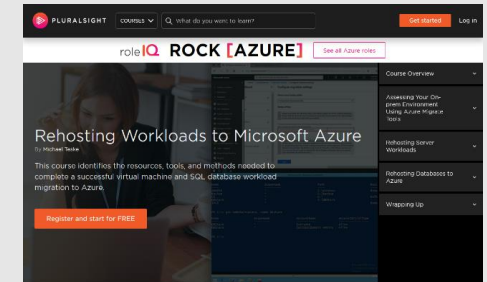 PLURALSIGHT
COURSES
What do you want to learn?
Get started
Log in
role IQ ROCK [AZURE]
See all Azure roles
Rehosting Workloads to Microsoft Azure
By Michael Teske
This course identifies the resources, tools, and methods needed to
complete a successful virtual machine and SQL database workload
migration to Azure.
Register and start for FREE
Course Overview
Assessing Your On-
prem Environment
Using Azure Migrate
Tools
Rehosting Server
Workloads
Rehosting Databases to
Azure
Wrapping Up